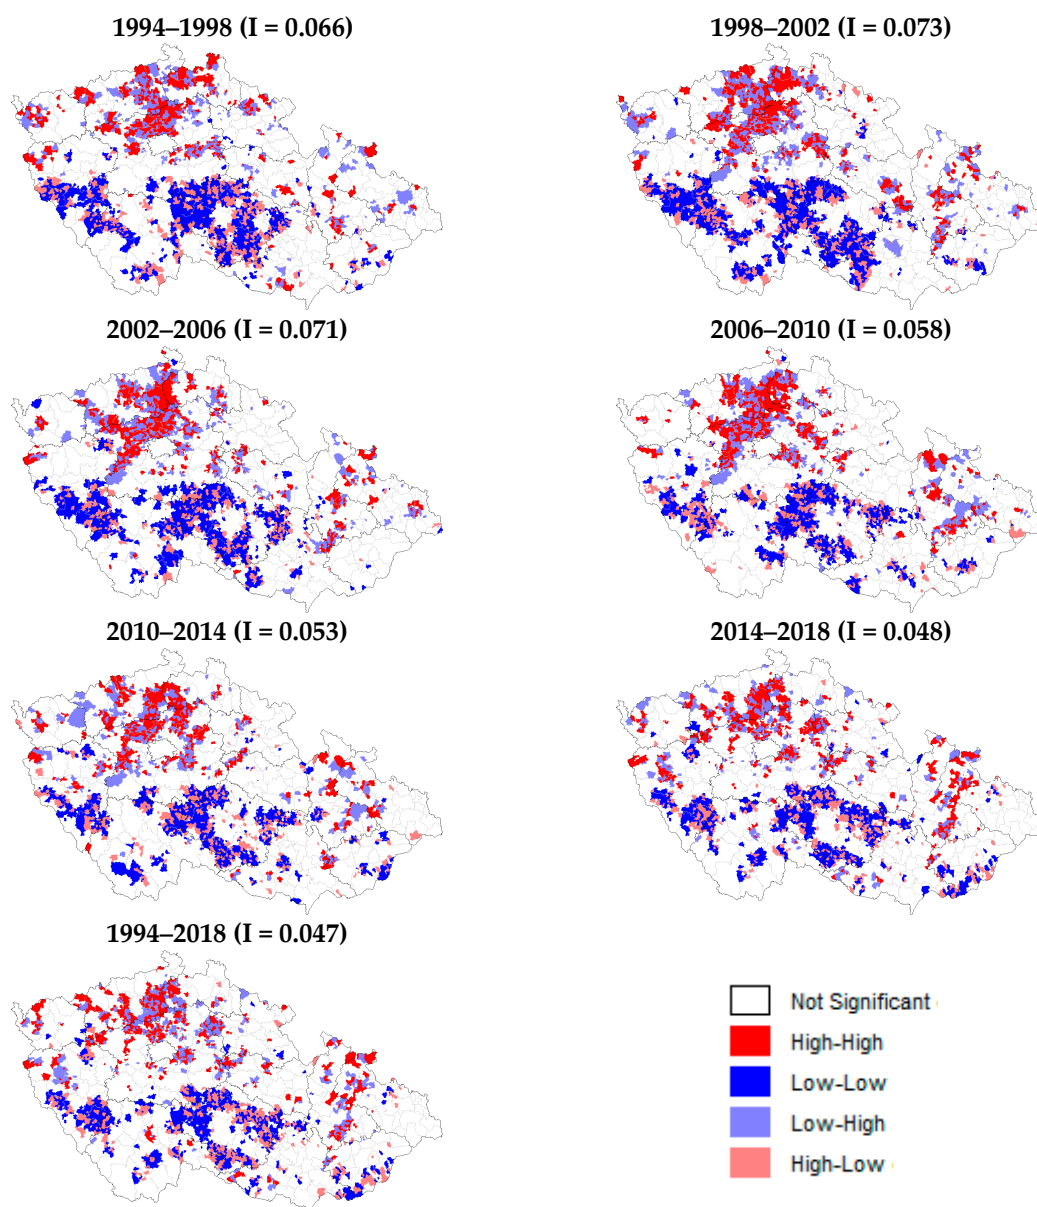 1994–1998 (I = 0.066)
1998–2002 (I = 0.073)
2002–2006 (I = 0.071)
2006–2010 (I = 0.058)
2010–2014 (I = 0.053)
2014–2018 (I = 0.048)
1994–2018 (I = 0.047)
Not Significant
High-High
Low-Low
Low-High
High-Low